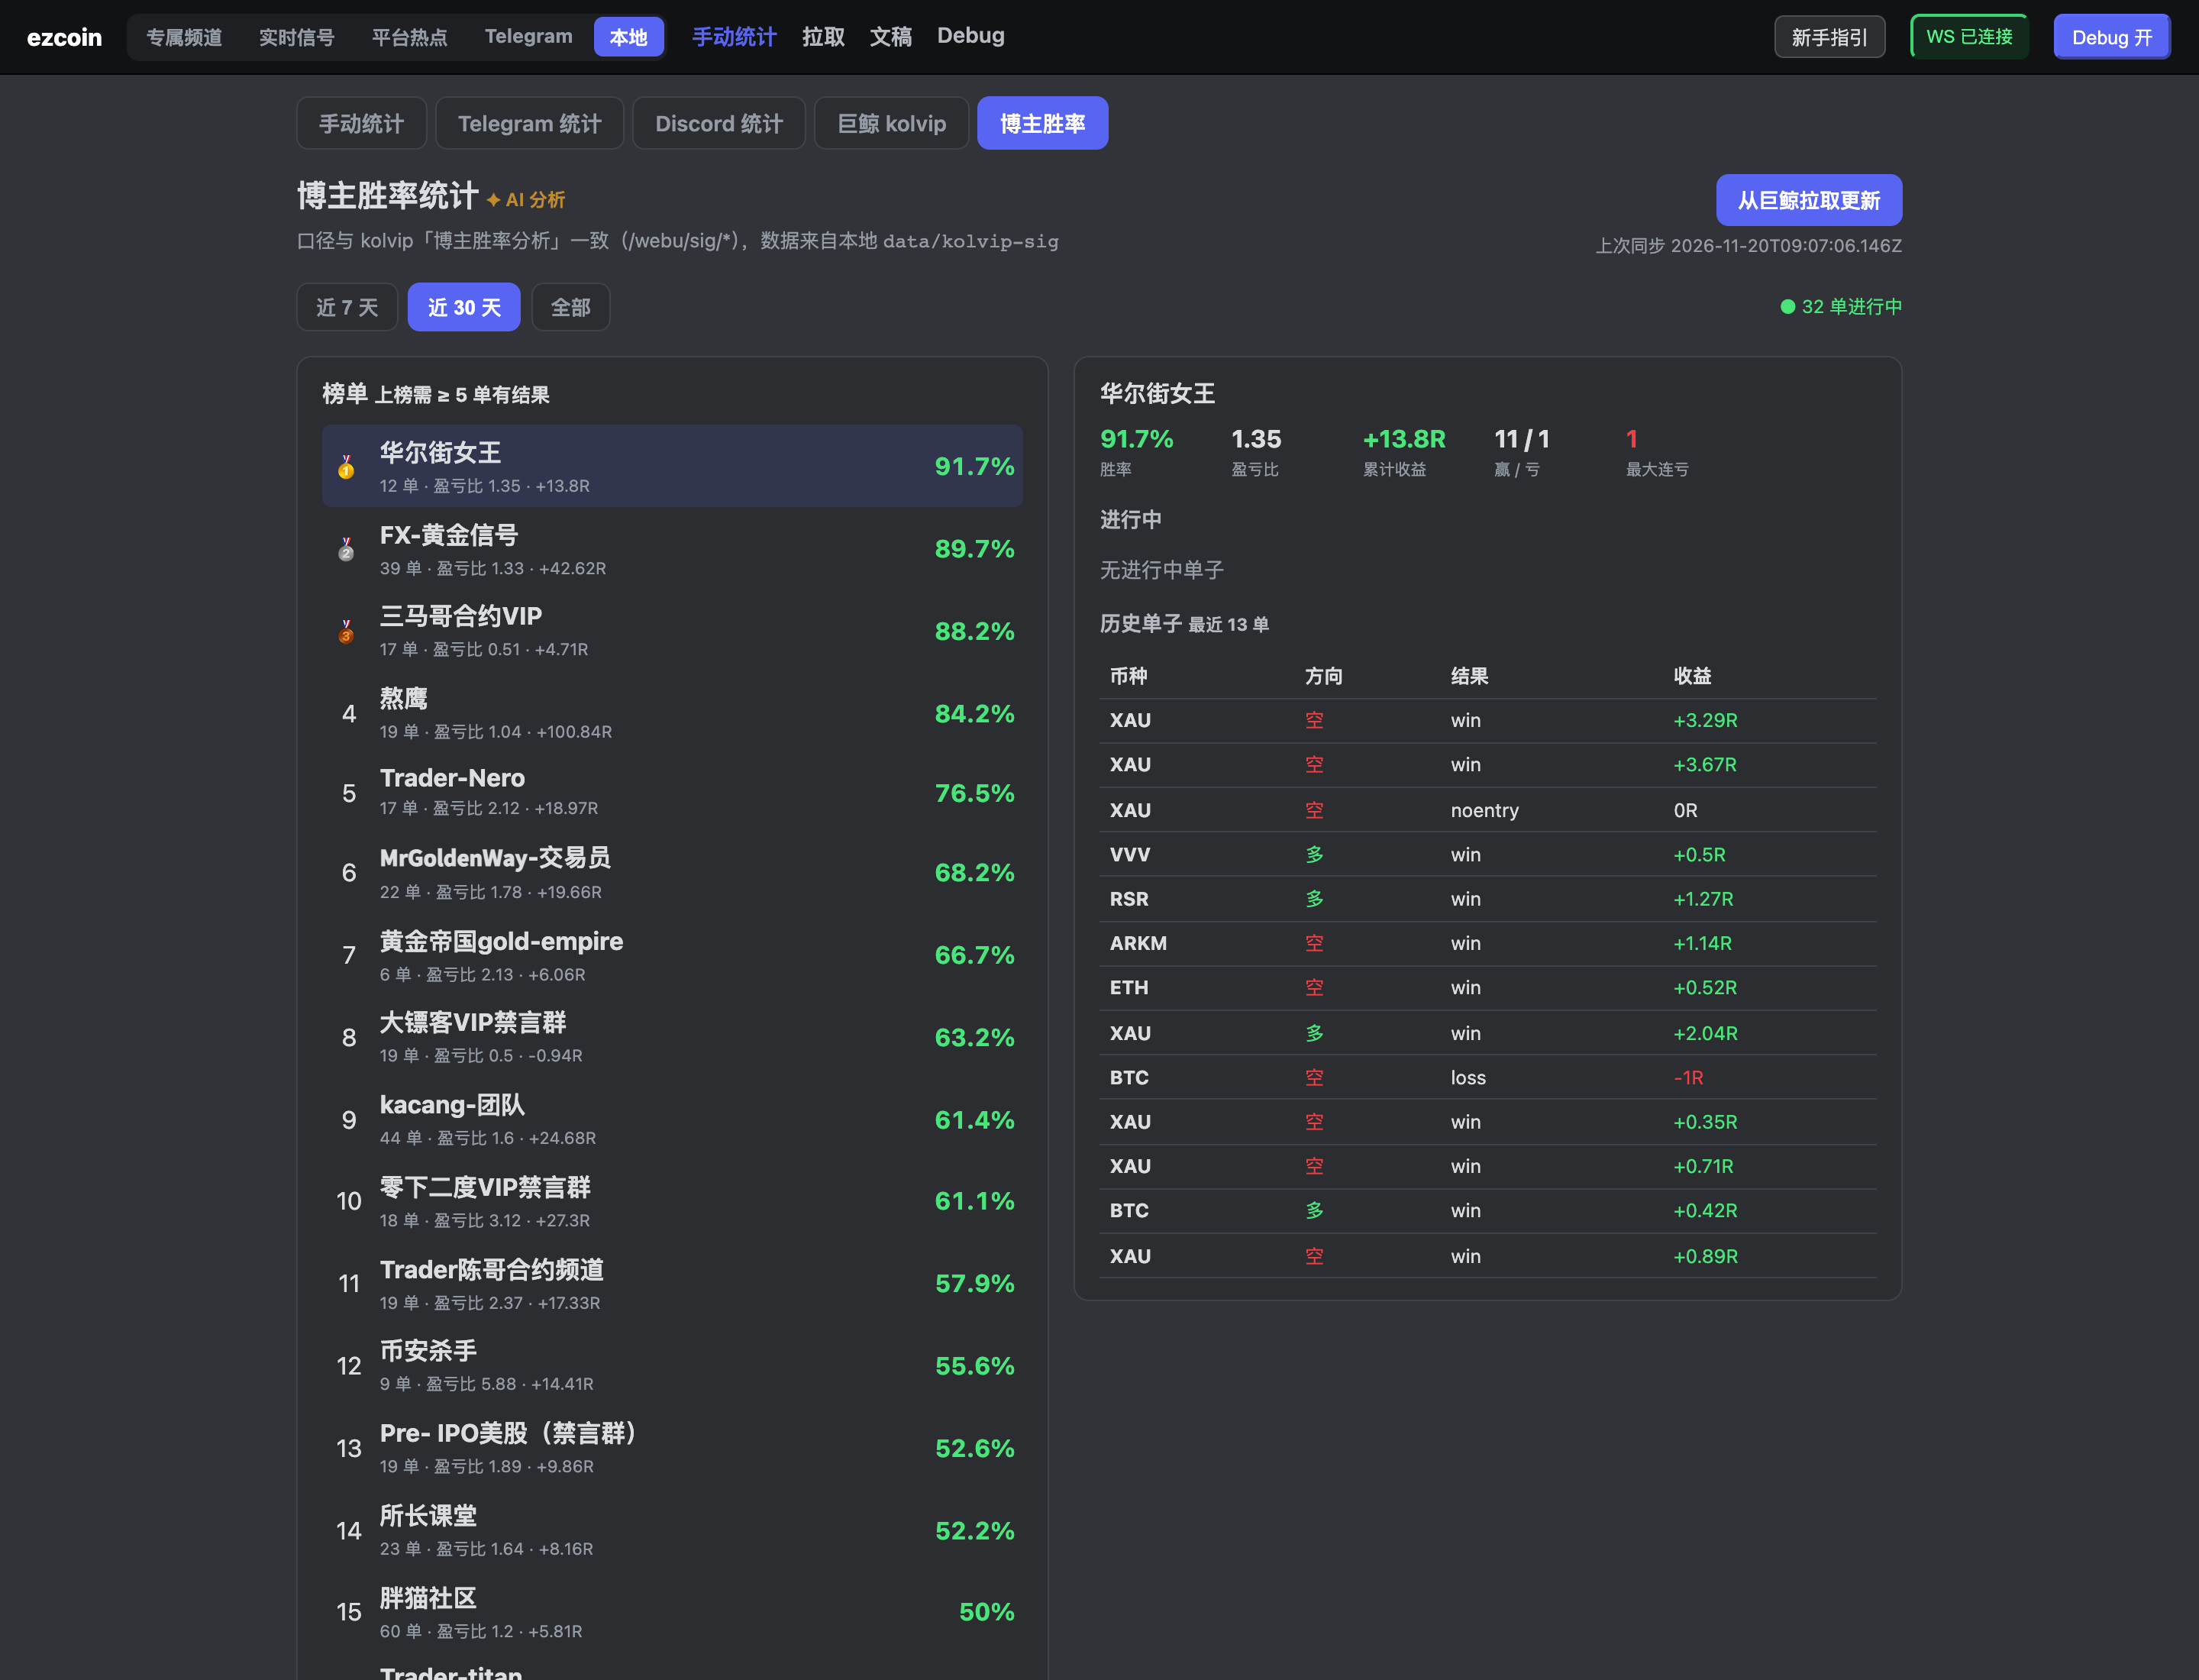 ezcoin 专属频道 实时信号 平台热点 Telegram 本地 手动统计 拉取 文稿 Debug 新手指引 WS 已连接 Debug 开
手动统计 Telegram 统计 Discord 统计 巨鲸 kolvip 博主胜率
博主胜率统计 ✦ AI 分析
从巨鲸拉取更新
口径与 kolvip「博主胜率分析」一致（/webu/sig/*），数据来自本地 data/kolvip-sig
上次同步 2026-11-20T09:07:06.146Z
近 7 天 近 30 天 全部
32 单进行中
榜单 上榜需 ≥ 5 单有结果
1 华尔街女王 91.7%
12 单 · 盈亏比 1.35 · +13.8R
2 FX-黄金信号 89.7%
39 单 · 盈亏比 1.33 · +42.62R
3 三马哥合约VIP 88.2%
17 单 · 盈亏比 0.51 · +4.71R
4 熬鹰 84.2%
19 单 · 盈亏比 1.04 · +100.84R
5 Trader-Nero 76.5%
17 单 · 盈亏比 2.12 · +18.97R
6 MrGoldenWay-交易员 68.2%
22 单 · 盈亏比 1.78 · +19.66R
7 黄金帝国gold-empire 66.7%
6 单 · 盈亏比 2.13 · +6.06R
8 大镖客VIP禁言群 63.2%
19 单 · 盈亏比 0.5 · -0.94R
9 kacang-团队 61.4%
44 单 · 盈亏比 1.6 · +24.68R
10 零下二度VIP禁言群 61.1%
18 单 · 盈亏比 3.12 · +27.3R
11 Trader陈哥合约频道 57.9%
19 单 · 盈亏比 2.37 · +17.33R
12 币安杀手 55.6%
9 单 · 盈亏比 5.88 · +14.41R
13 Pre- IPO美股（禁言群） 52.6%
19 单 · 盈亏比 1.89 · +9.86R
14 所长课堂 52.2%
23 单 · 盈亏比 1.64 · +8.16R
15 胖猫社区 50%
60 单 · 盈亏比 1.2 · +5.81R
Trader-titan
华尔街女王
91.7% 1.35 +13.8R 11 / 1 1
胜率 盈亏比 累计收益 赢 / 亏 最大连亏
进行中
无进行中单子
历史单子 最近 13 单
币种 方向 结果 收益
XAU 空 win +3.29R
XAU 空 win +3.67R
XAU 空 noentry 0R
VVV 多 win +0.5R
RSR 多 win +1.27R
ARKM 空 win +1.14R
ETH 空 win +0.52R
XAU 多 win +2.04R
BTC 空 loss -1R
XAU 空 win +0.35R
XAU 空 win +0.71R
BTC 多 win +0.42R
XAU 空 win +0.89R